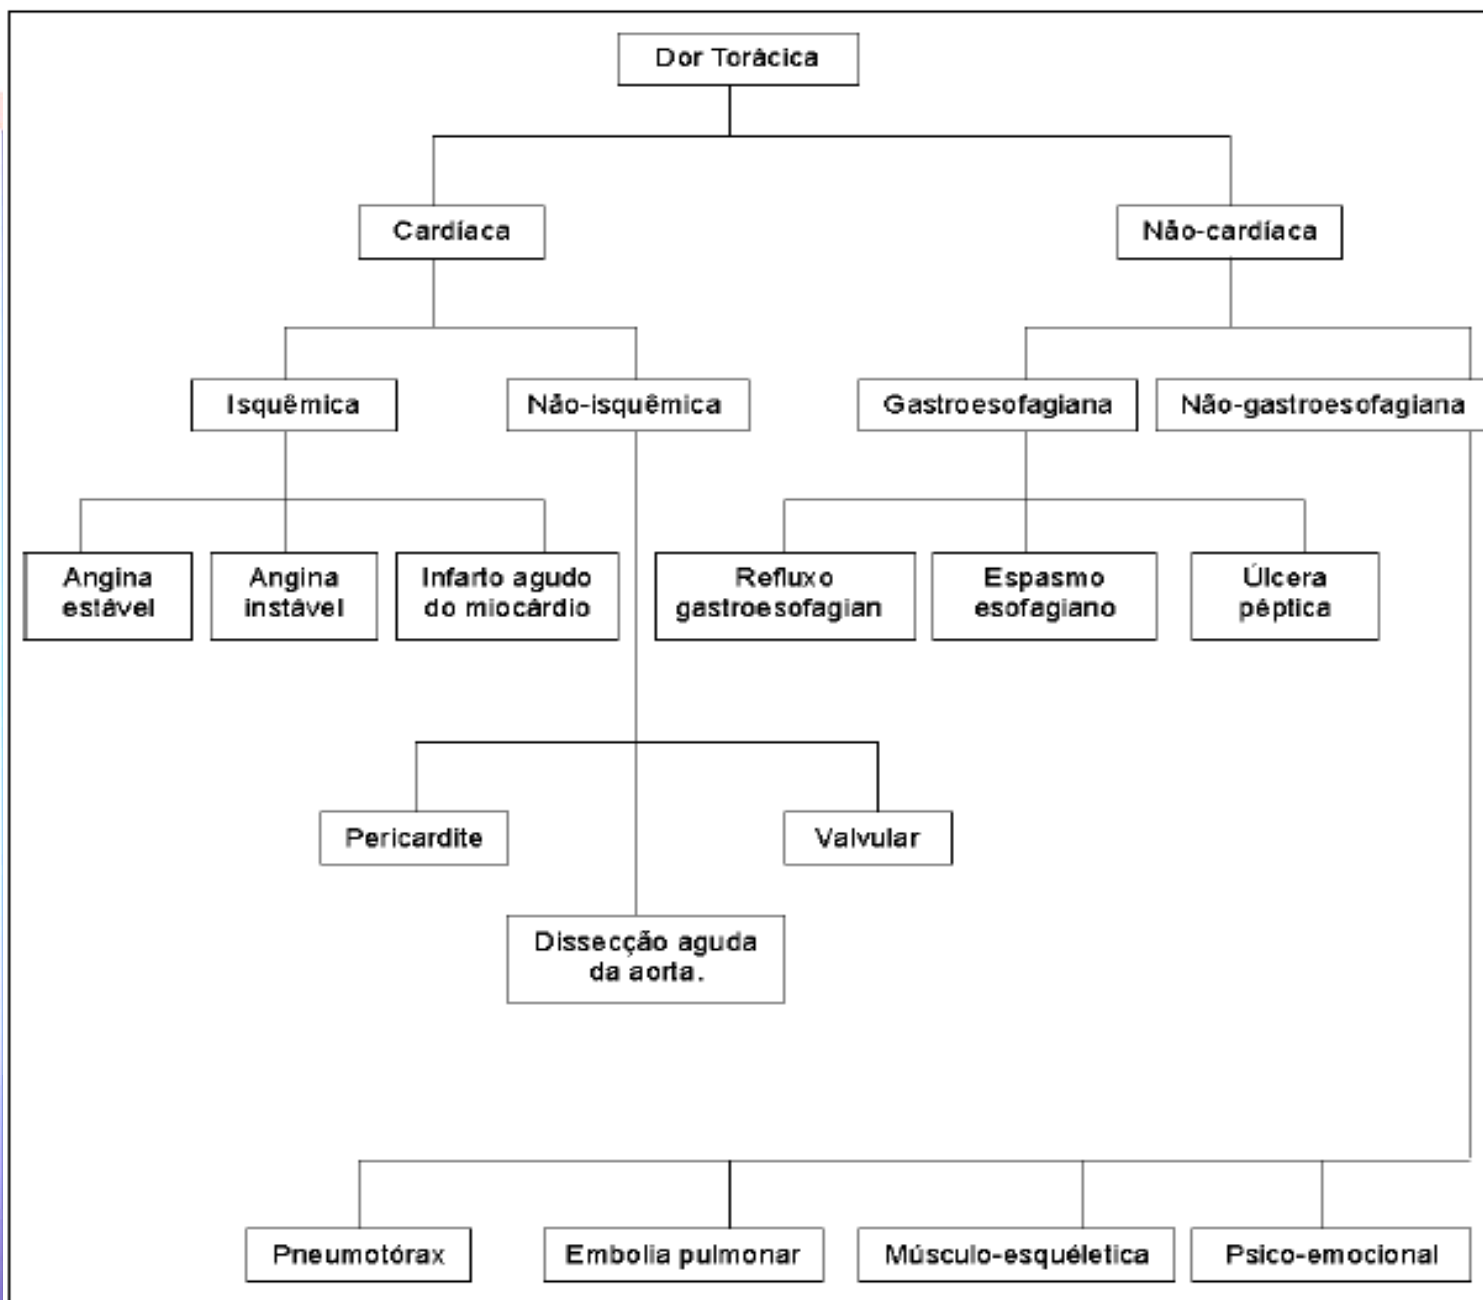 Dor Torácica
Cardíaca
Não-cardíaca
Isquêmica
Não-isquêmica
Gastroesofagiana
Não-gastroesofagiana
Angina
estável
Angina
instável
Infarto agudo
do miocárdio
Refluxo
gastroesofagian
Espasmo
esofagiano
Úlcera
péptica
Pericardite
Valvular
Dissecção aguda
da aorta.
Pneumotórax
Embolia pulmonar
Músculo-esquéletica
Psico-emocional